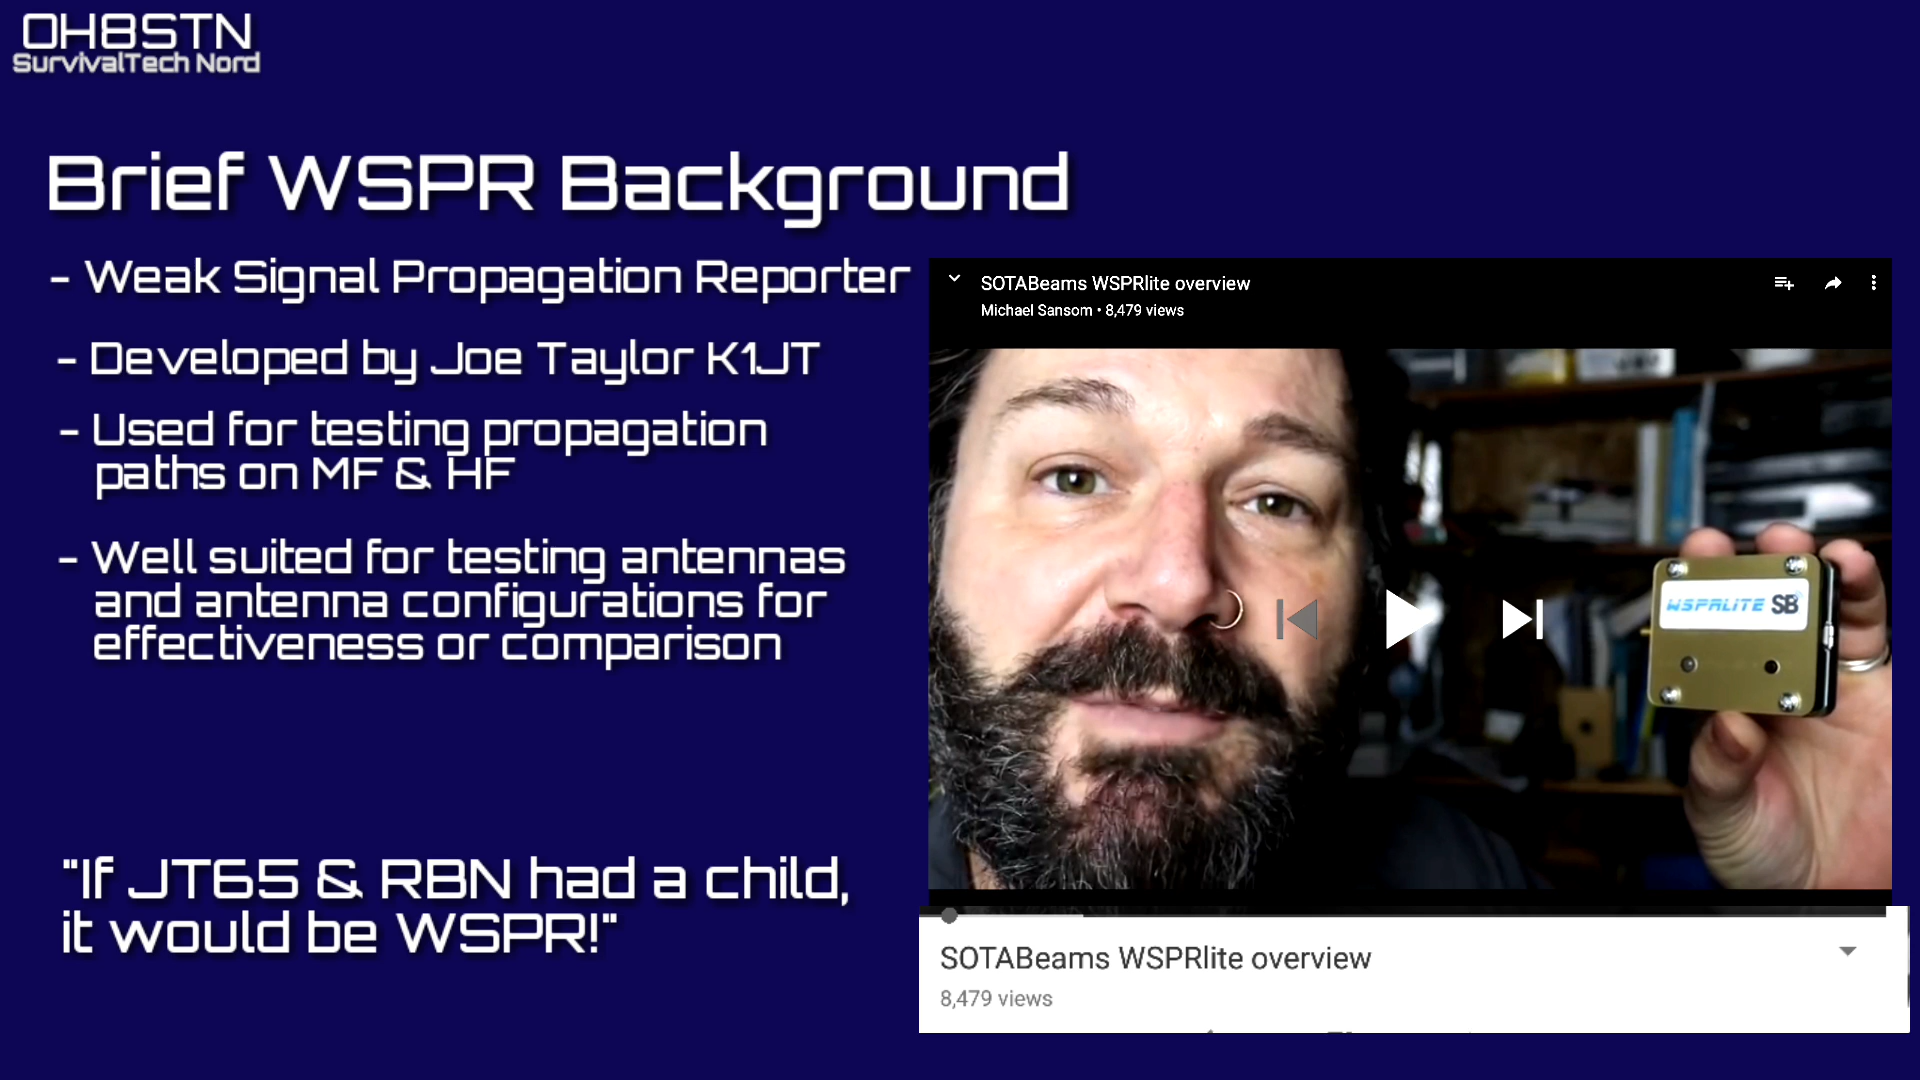 OH8STN
SurvivalTech Nord
Brief WSPR Background
- Weak Signal Propagation Reporter
- Developed by Joe Taylor K1JT
- Used for testing propagation
paths on MF & HF
- Well suited for testing antennas
and antenna configurations for
effectiveness or comparison
"If JT65 & RBN had a child,
it would be WSPR!"
SOTABeams WSPRlite overview
Michael Sansom • 8,479 views
WSPRLITE SB
SOTABeams WSPRlite overview
8,479 views